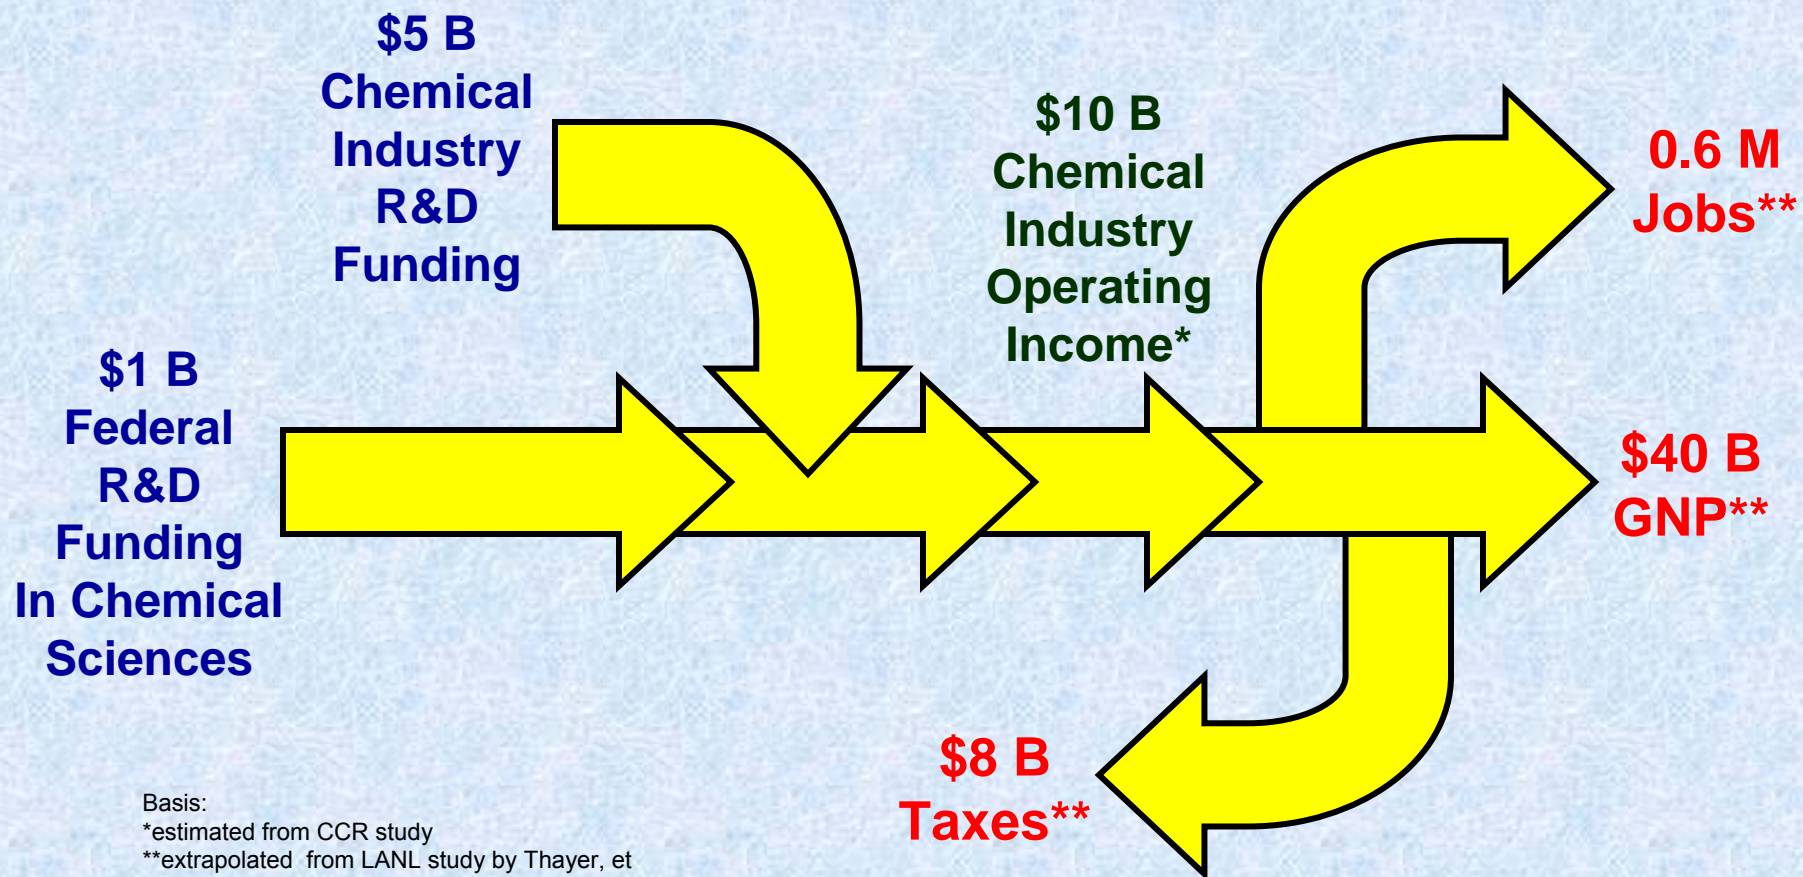 $5 B
Chemical
Industry
R&D
Funding
$10 B
Chemical
Industry
Operating
Income*
0.6 M
Jobs**
$1 B
Federal
R&D
Funding
In Chemical
Sciences
$40 B
GNP**
$8 B
Taxes**
Basis:
*estimated from CCR study
**extrapolated from LANL study by Thayer, et